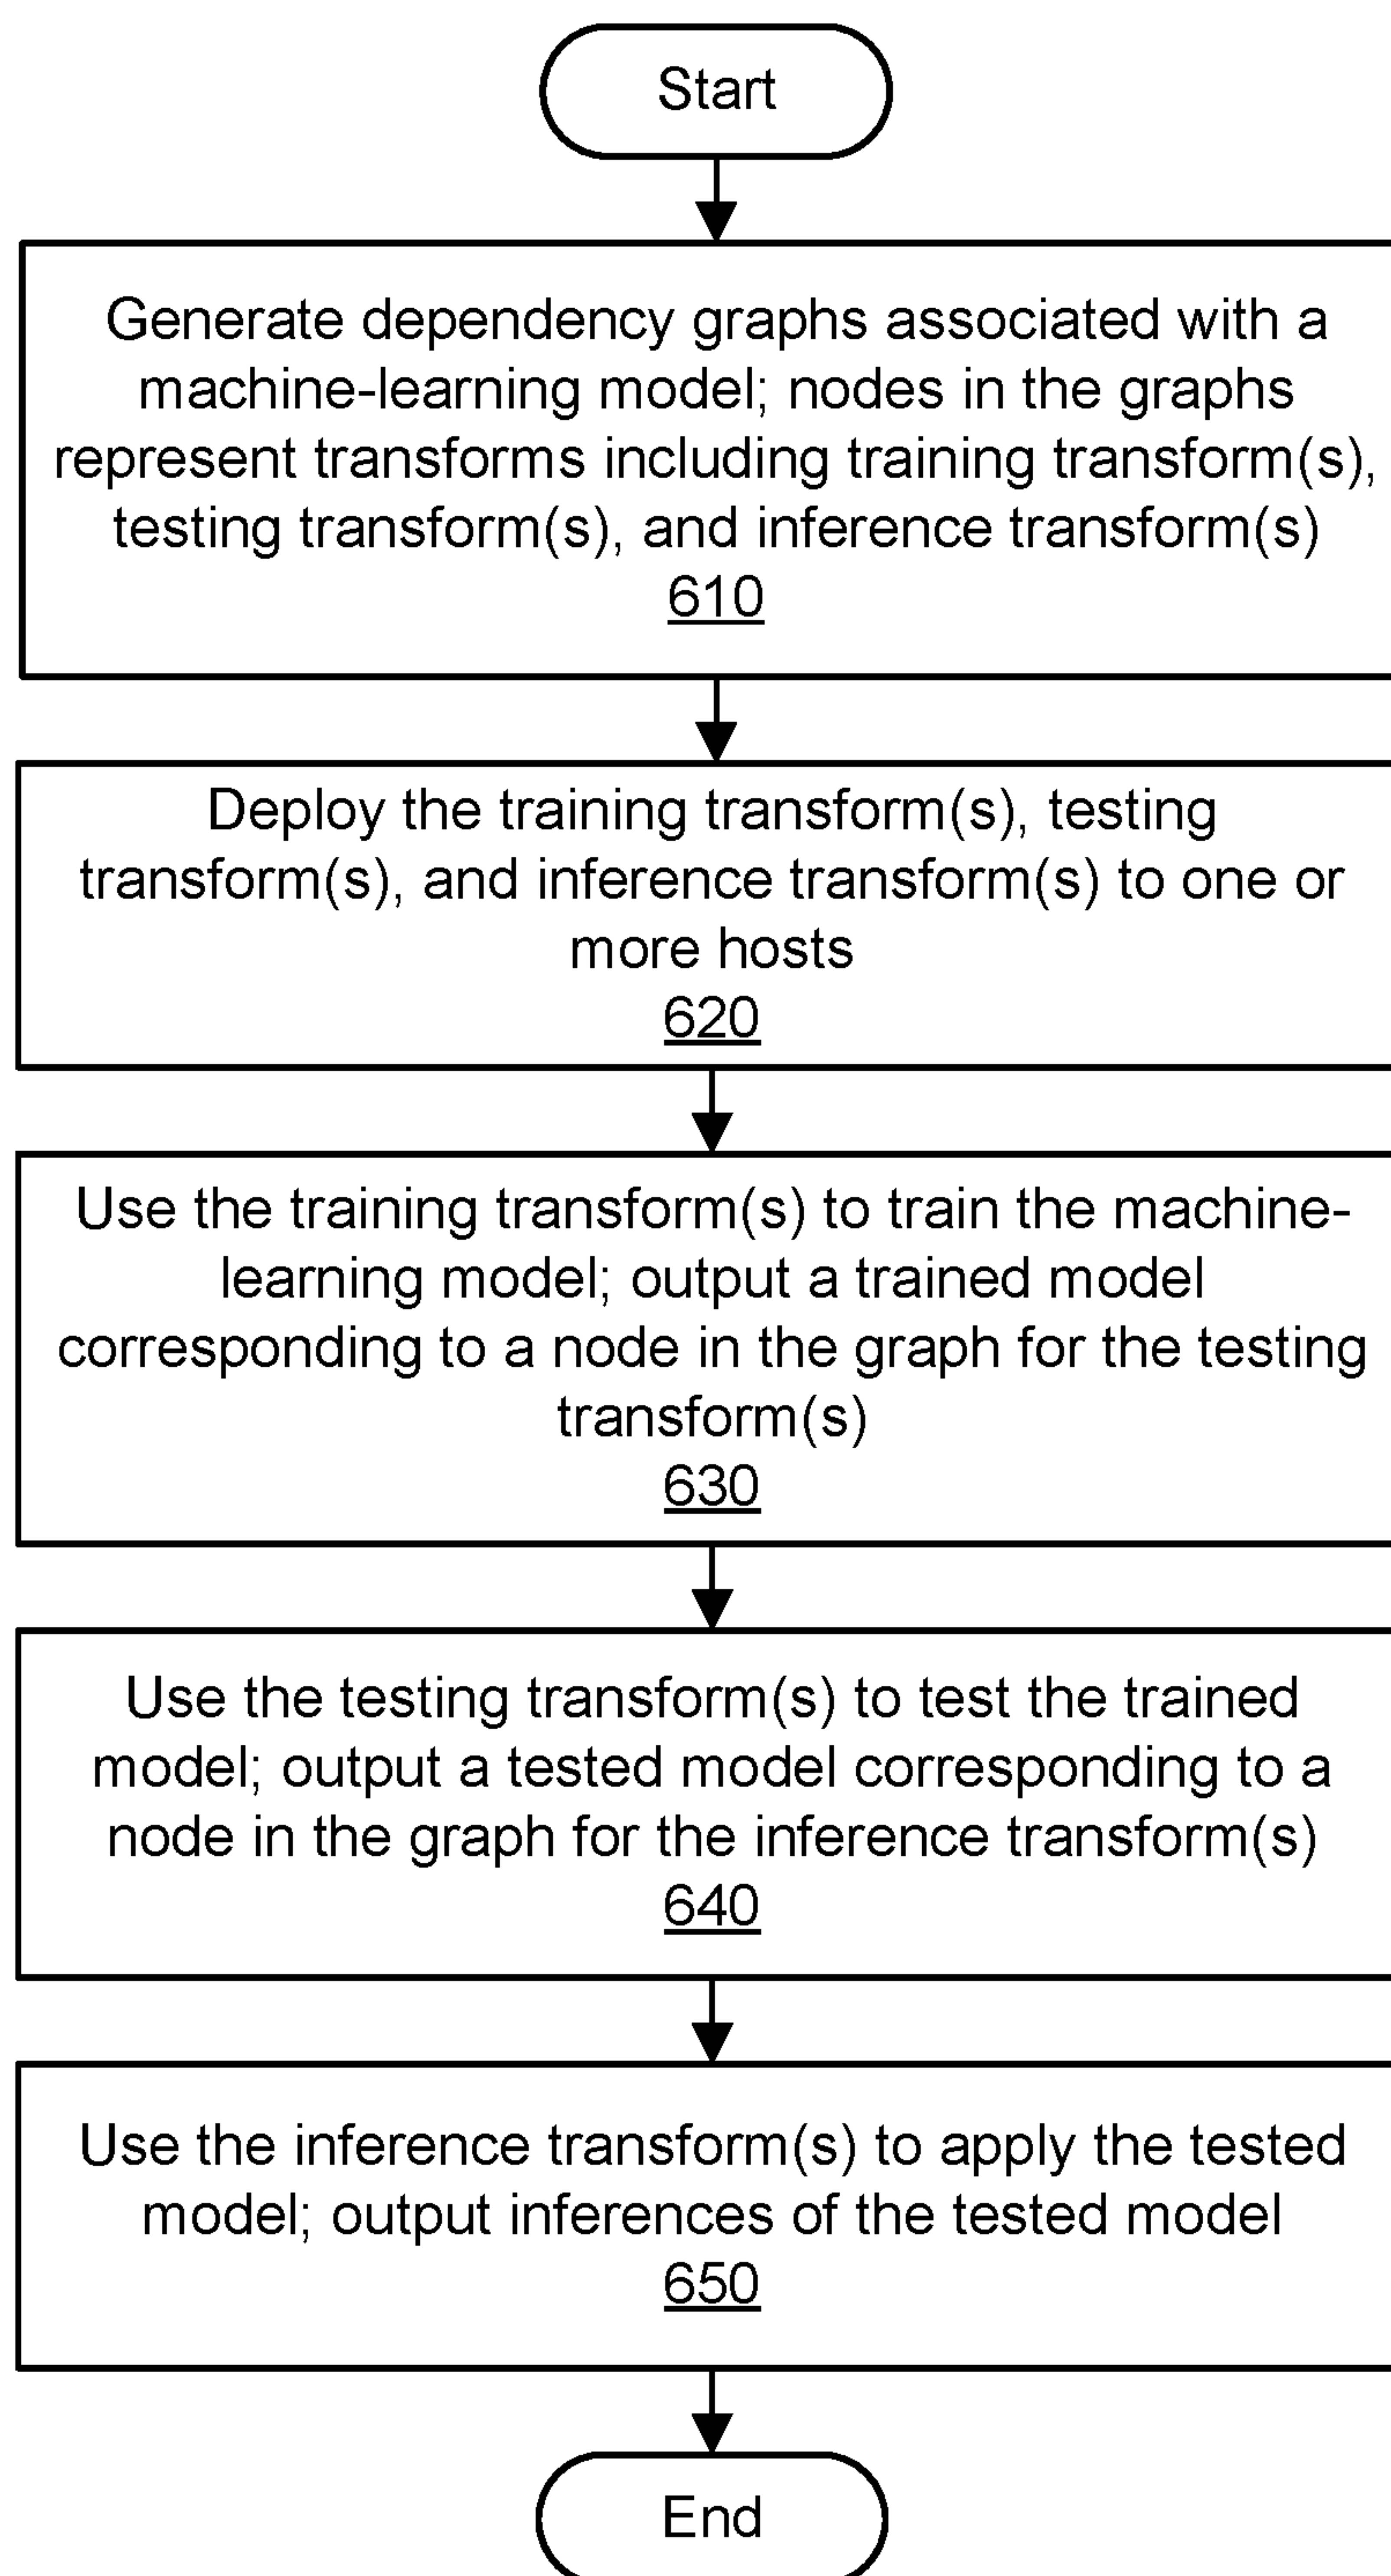 Start
Generate dependency graphs associated with a
machine-learning model; nodes in the graphs
represent transforms including training transform(s),
testing transform(s), and inference transform(s)
610
Deploy the training transform(s), testing
transform(s), and inference transform(s) to one or
more hosts
620
Use the training transform(s) to train the machine-
learning model; output a trained model
corresponding to a node in the graph for the testing
transform(s)
630
Use the testing transform(s) to test the trained
model; output a tested model corresponding to a
node in the graph for the inference transform(s)
640
Use the inference transform(s) to apply the tested
model; output inferences of the tested model
650
End